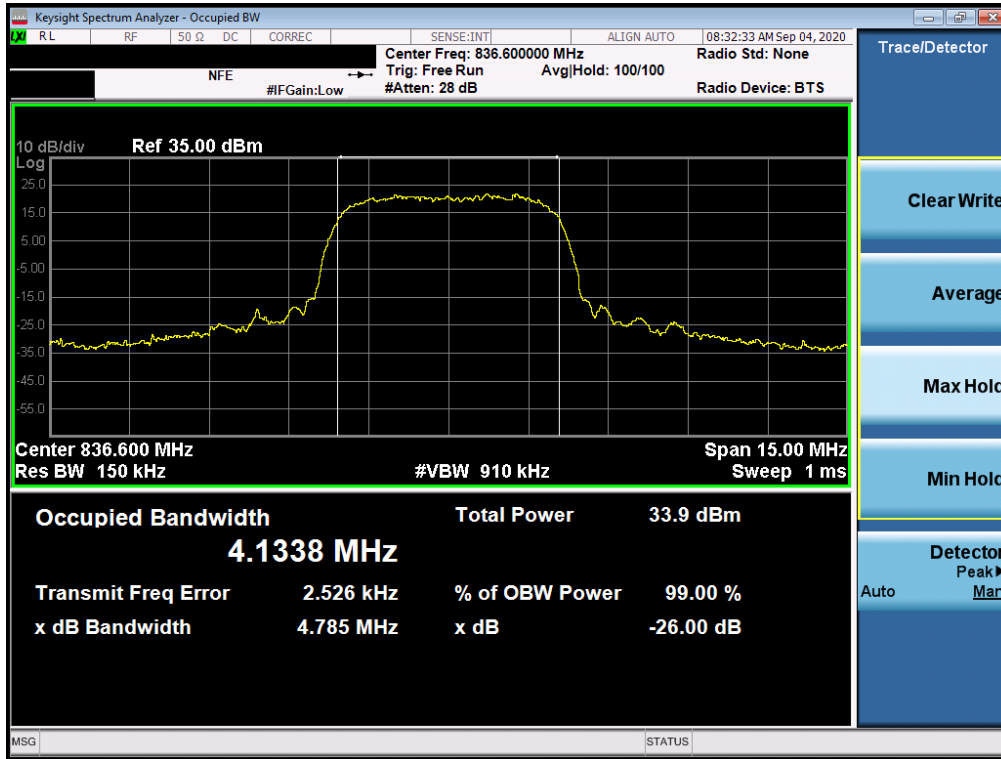 Keysight Spectrum Analyzer - Occupied BW
LXI RL RF 50 Ω DC CORREC SENSE:INT ALIGN AUTO 08:32:33 AM Sep 04, 2020
Center Freq: 836.600000 MHz Radio Std: None
NFE Trig: Free Run Avg|Hold: 100/100
#IFGain:Low #Atten: 28 dB Radio Device: BTS
10 dB/div Ref 35.00 dBm
Log
25.0
15.0
5.00
-5.00
-15.0
-25.0
-35.0
-45.0
-55.0
Center 836.600 MHz Span 15.00 MHz
Res BW 150 kHz #VBW 910 kHz Sweep 1 ms
Occupied Bandwidth Total Power 33.9 dBm
4.1338 MHz
Transmit Freq Error 2.526 kHz % of OBW Power 99.00 %
x dB Bandwidth 4.785 MHz x dB -26.00 dB
MSG STATUS
Trace/Detector
Clear Write
Average
Max Hold
Min Hold
Detector
Peak
Auto Man